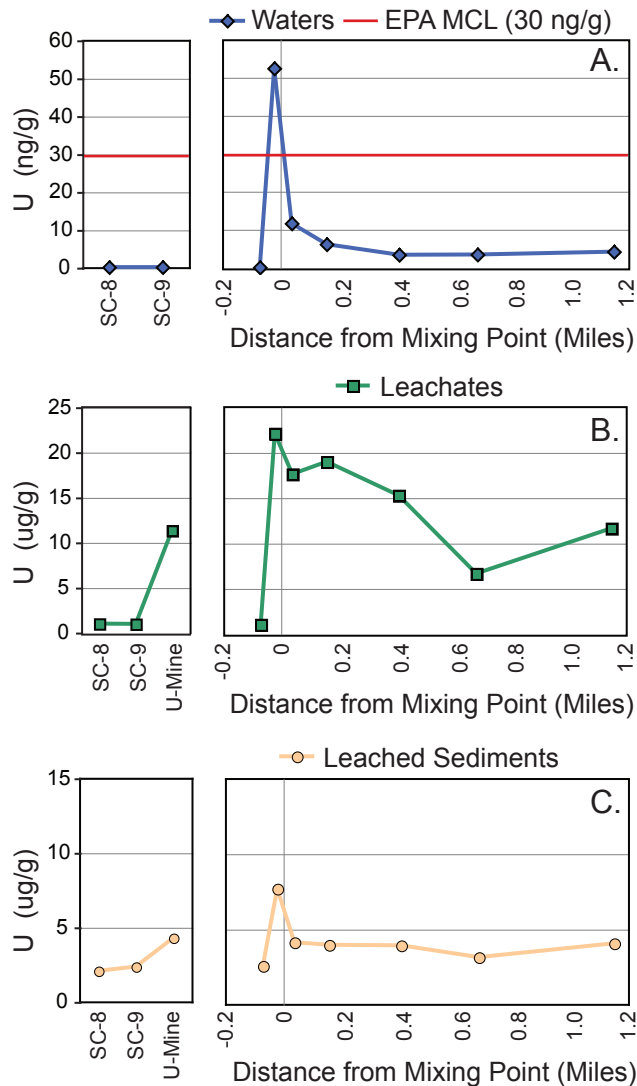 Waters EPA MCL (30 ng/g)
A.
U (ng/g)
60
50
40
30
20
10
0
SC-8
SC-9
-0.2
0
0.2
0.4
0.6
0.8
1.0
1.2
Distance from Mixing Point (Miles)
Leachates
B.
U (ug/g)
25
20
15
10
5
0
SC-8
SC-9
U-Mine
-0.2
0
0.2
0.4
0.6
0.8
1.0
1.2
Distance from Mixing Point (Miles)
Leached Sediments
C.
U (ug/g)
15
10
5
0
SC-8
SC-9
U-Mine
-0.2
0
0.2
0.4
0.6
0.8
1.0
1.2
Distance from Mixing Point (Miles)